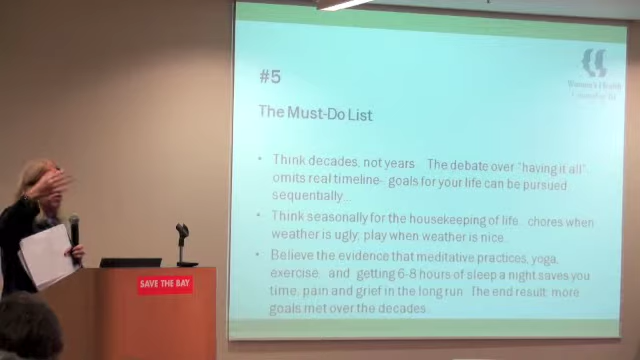 #5
The Must-Do List
• Think decades, not years. The debate over "having it all"
omits real timeline- goals for your life can be pursued
sequentially...
• Think seasonally for the housekeeping of life. chores when
weather is ugly; play when weather is nice.
• Believe the evidence that meditative practices, yoga,
exercise, and getting 6-8 hours of sleep a night saves you
time, pain and grief in the long run. The end result: more
goals met over the decades.
Women's Health
SAVE THE BAY